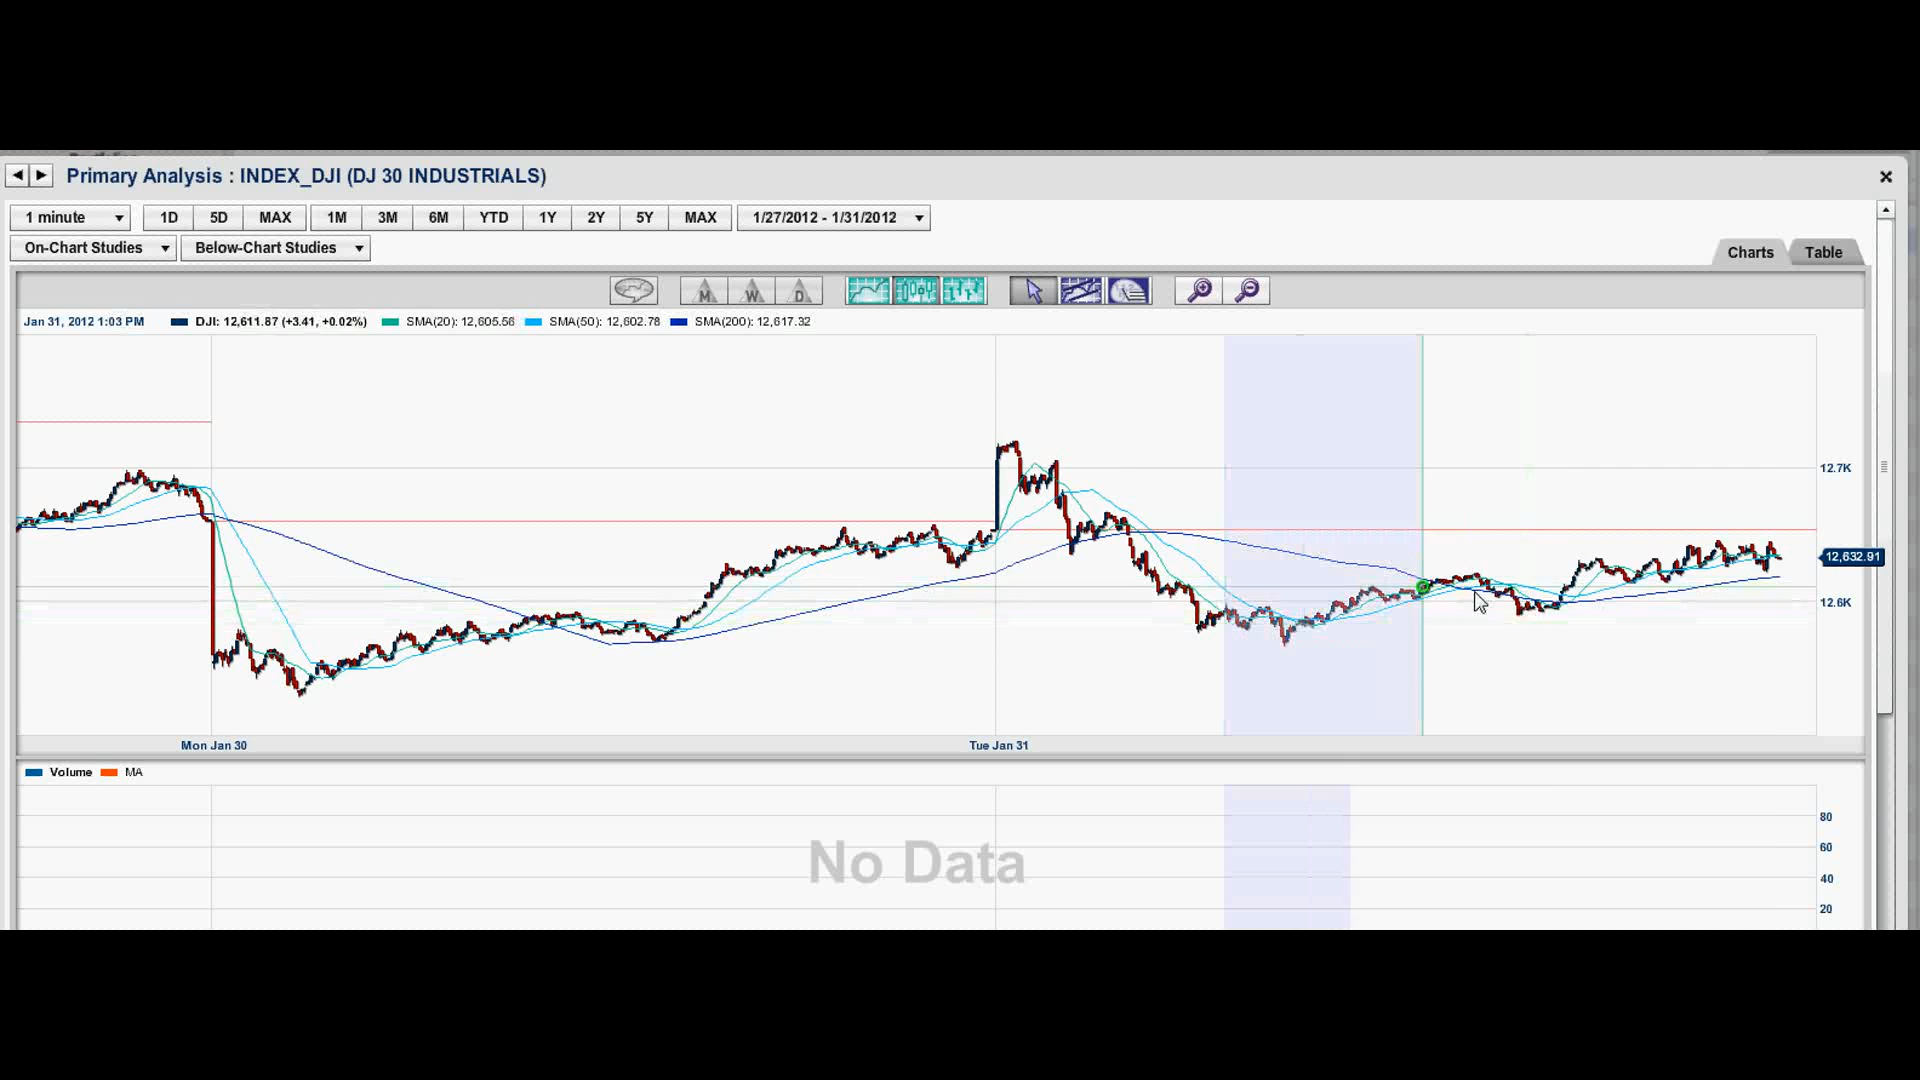 Primary Analysis : INDEX_DJI (DJ 30 INDUSTRIALS)
1 minute 1D 5D MAX 1M 3M 6M YTD 1Y 2Y 5Y MAX 1/27/2012 - 1/31/2012
On-Chart Studies Below-Chart Studies
Charts Table
M W D
Jan 31, 2012 1:03 PM DJI: 12,611.87 (+3.41, +0.02%) SMA(20): 12,605.56 SMA(50): 12,602.78 SMA(200): 12,617.32
12.7K
12,632.91
12.6K
Mon Jan 30 Tue Jan 31
Volume MA
80
60
No Data
40
20